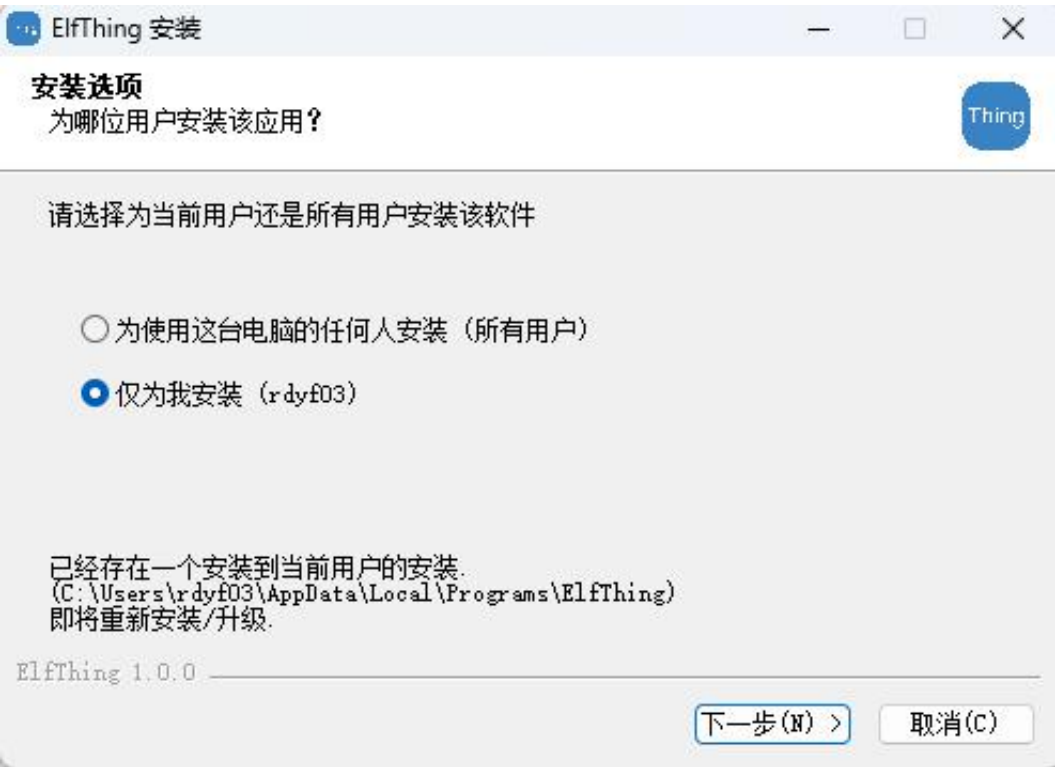 ElfThing 安装
安装选项
为哪位用户安装该应用？
Thing
请选择为当前用户还是所有用户安装该软件
为使用这台电脑的任何人安装（所有用户）
仅为我安装（rdyf03）
已经存在一个安装到当前用户的安装.
(C:\Users\rdyf03\AppData\Local\Programs\ElfThing)
即将重新安装/升级.
ElfThing 1.0.0
下一步(N) >
取消(C)